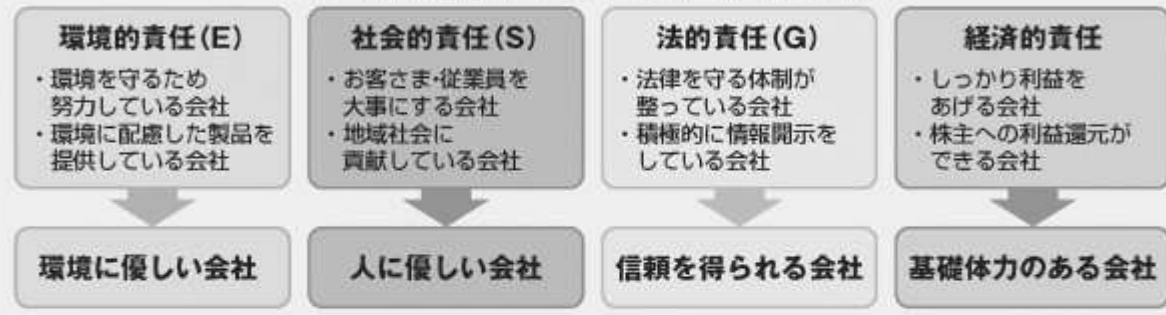 環境的責任(E)
・環境を守るため
努力している会社
・環境に配慮した製品を
提供している会社
環境に優しい会社
社会的責任(S)
・お客さま・従業員を
大事にする会社
・地域社会に
貢献している会社
人に優しい会社
法的責任(G)
・法律を守る体制が
整っている会社
・積極的に情報開示を
している会社
信頼を得られる会社
経済的責任
・しっかり利益を
あげる会社
・株主への利益還元が
できる会社
基礎体力のある会社